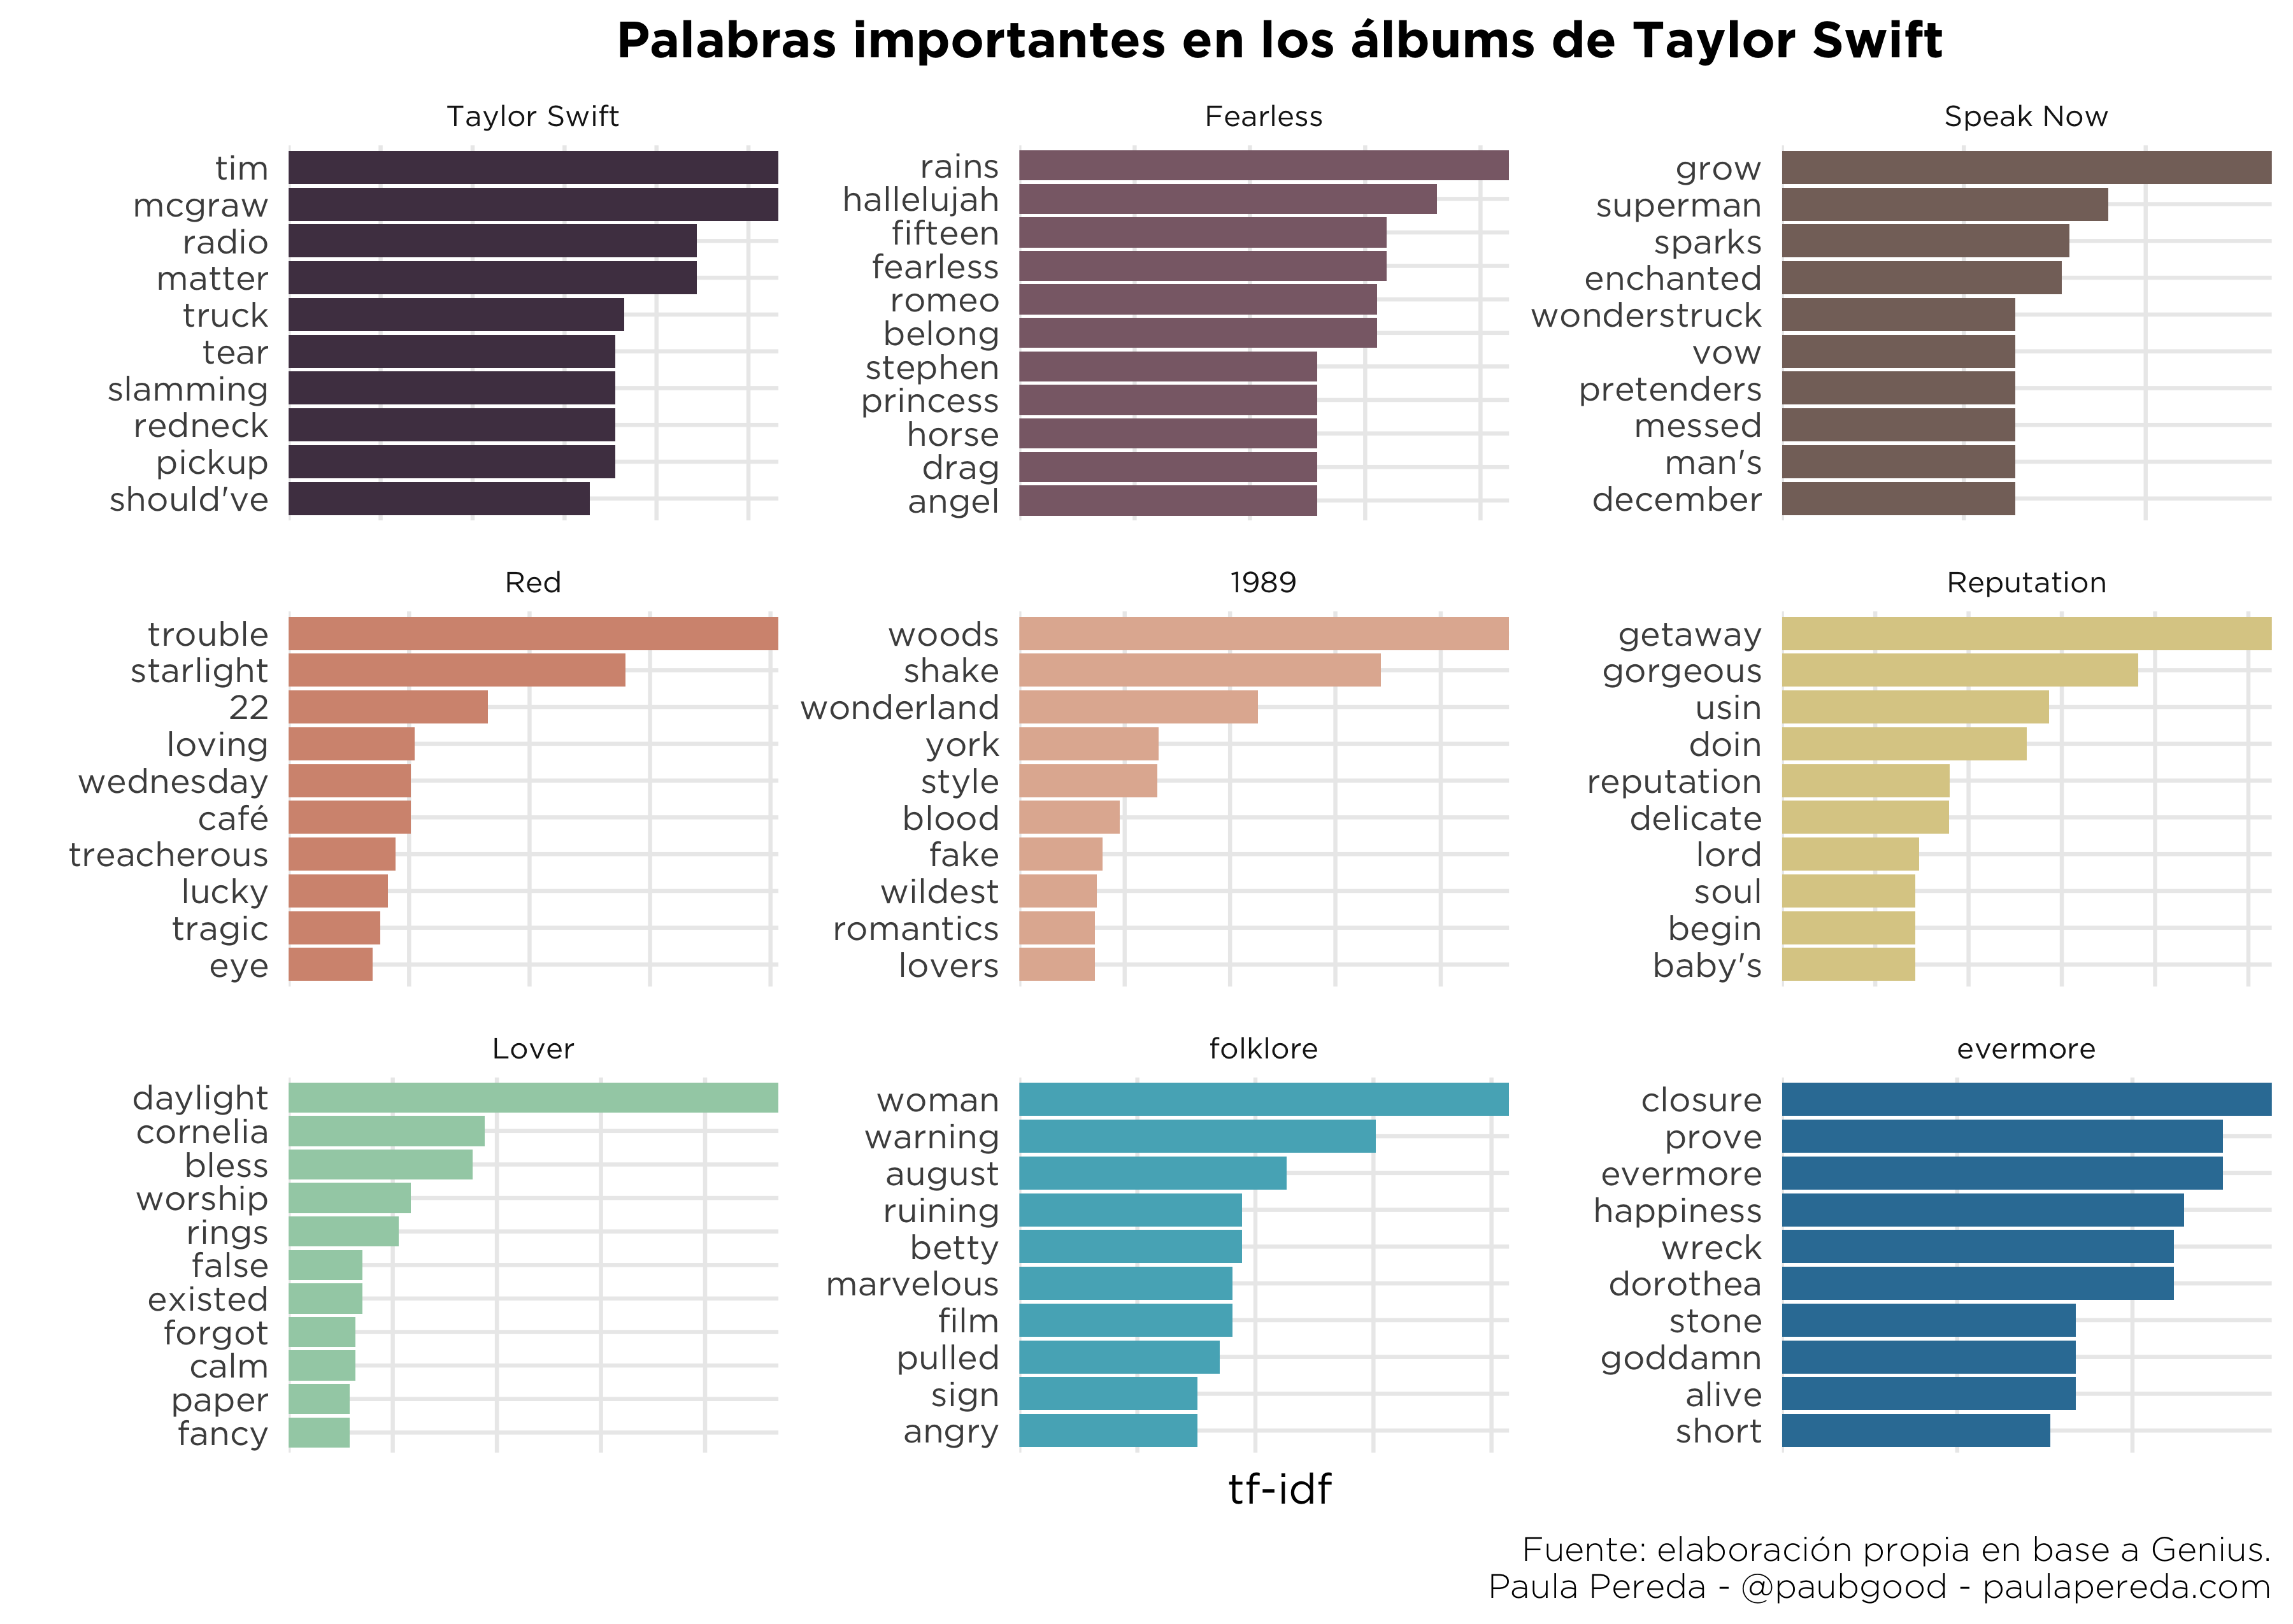 Palabras importantes en los álbums de Taylor Swift
Taylor Swift
tim
mcgraw
radio
matter
truck
tear
slamming
redneck
pickup
should've
Fearless
rains
hallelujah
fifteen
fearless
romeo
belong
stephen
princess
horse
drag
angel
Speak Now
grow
superman
sparks
enchanted
wonderstruck
vow
pretenders
messed
man's
december
Red
trouble
starlight
22
loving
wednesday
café
treacherous
lucky
tragic
eye
1989
woods
shake
wonderland
york
style
blood
fake
wildest
romantics
lovers
Reputation
getaway
gorgeous
usin
doin
reputation
delicate
lord
soul
begin
baby's
Lover
daylight
cornelia
bless
worship
rings
false
existed
forgot
calm
paper
fancy
folklore
woman
warning
august
ruining
betty
marvelous
film
pulled
sign
angry
evermore
closure
prove
evermore
happiness
wreck
dorothea
stone
goddamn
alive
short
tf-idf
Fuente: elaboración propia en base a Genius.
Paula Pereda - @paubgood - paulapereda.com